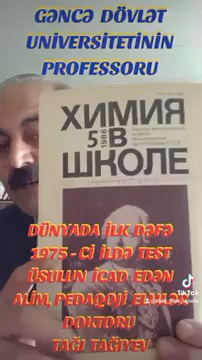 GƏNCƏ DÖVLƏT
UNİVERSİTETİNİN
PROFESSORU
ХИМИЯ
5 1986 В
ШКОЛЕ
DÜNYADA İLK DƏFƏ
1975 - Cİ İLDƏ TEST
ÜSULUN İCAD EDƏN
ALİM, PEDAQOJİ ELMLƏR
DOKTORU
TAĞI TAĞIYEV
TikTok